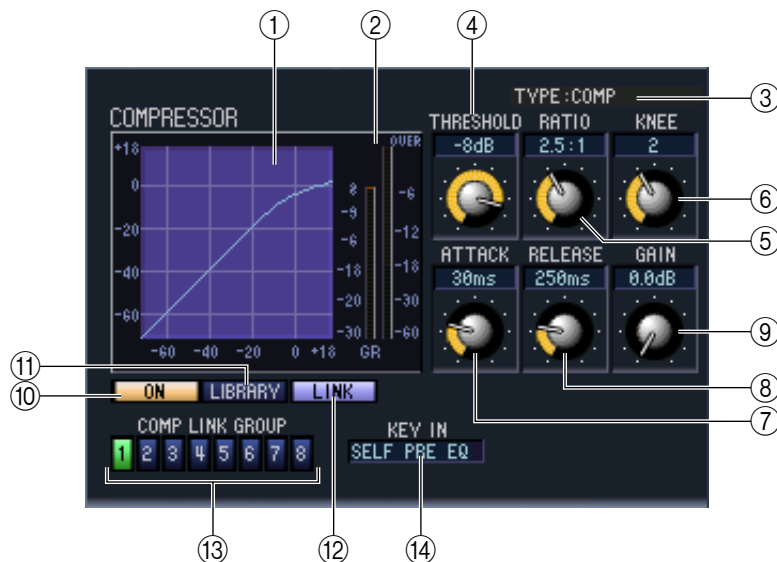 ① ② ④
TYPE:COMP ③
COMPRESSOR
THRESHOLD RATIO KNEE
-8dB 2.5:1 2
OVER
+18
0
-20
-40
-60
-60 -40 -20 0 +18 GR
-6
-12
-18
-30
-60
-18
-20
-30
⑥
⑤
ATTACK RELEASE GAIN
30ms 250ms 0.0dB
⑨
⑧
⑦
⑪
⑩ ON LIBRARY LINK
COMP LINK GROUP
1 2 3 4 5 6 7 8
KEY IN
SELF PRE EQ
⑬ ⑫ ⑭